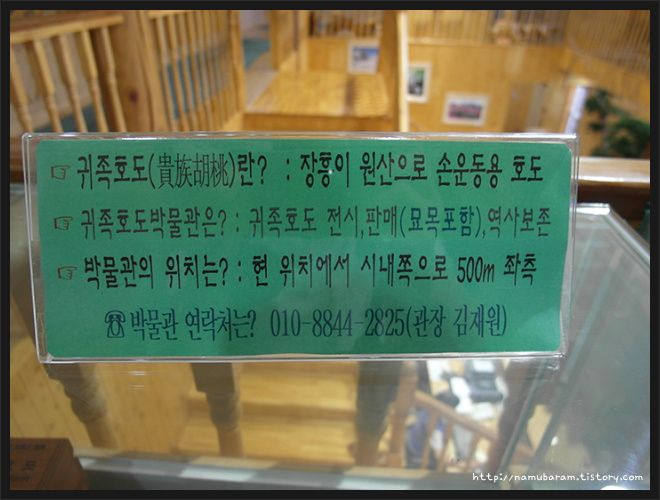 ☞ 귀족호도(貴族胡桃)란? : 장흥이 원산으로 손운동용 호도
☞ 귀족호도박물관은? : 귀족호도 전시,판매(묘목포함),역사보존
☞ 박물관의 위치는? : 현 위치에서 시내쪽으로 500m 좌측
☎박물관 연락처는? 010-8844-2825(관장 김재원)
http://namubaram.tistory.com